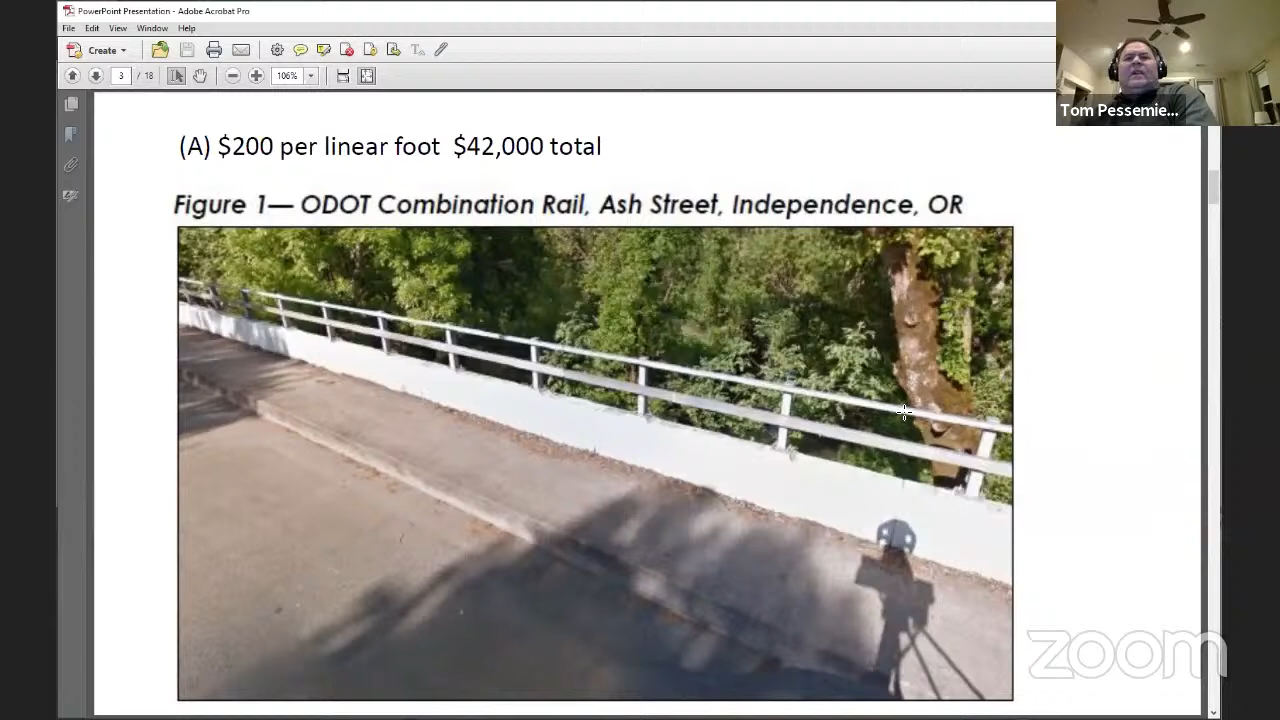 PowerPoint Presentation - Adobe Acrobat Pro
File Edit View Window Help
Create
3 / 18
106%
Tom Pessemie...
(A) $200 per linear foot $42,000 total
Figure 1— ODOT Combination Rail, Ash Street, Independence, OR
zoom